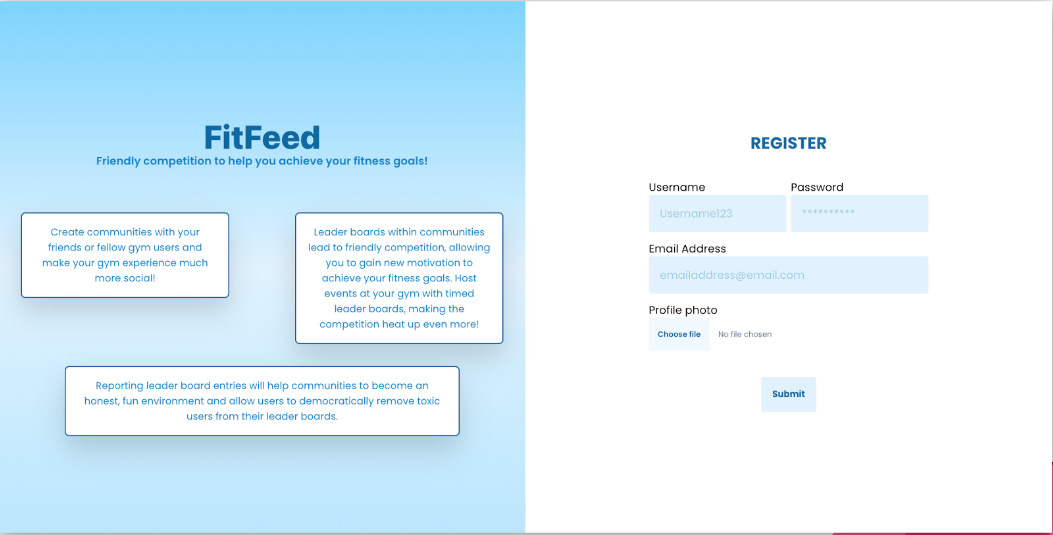 FitFeed
Friendly competition to help you achieve your fitness goals!
Create communities with your
friends or fellow gym users and
make your gym experience much
more social!
Leader boards within communities
lead to friendly competition, allowing
you to gain new motivation to
achieve your fitness goals. Host
events at your gym with timed
leader boards, making the
competition heat up even more!
Reporting leader board entries will help communities to become an
honest, fun environment and allow users to democratically remove toxic
users from their leader boards.
REGISTER
Username Password
Username123 **********
Email Address
emailaddress@email.com
Profile photo
Choose file No file chosen
Submit